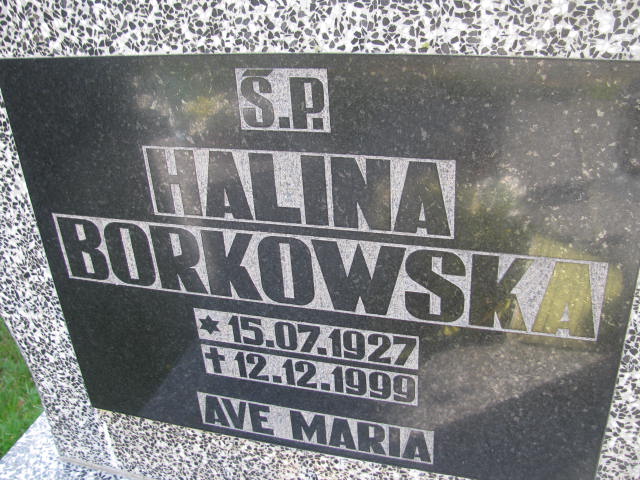 Ś.P.
HALINA
BORKOWSKA
★ 15.07.1927
✝ 12.12.1999
AVE MARIA